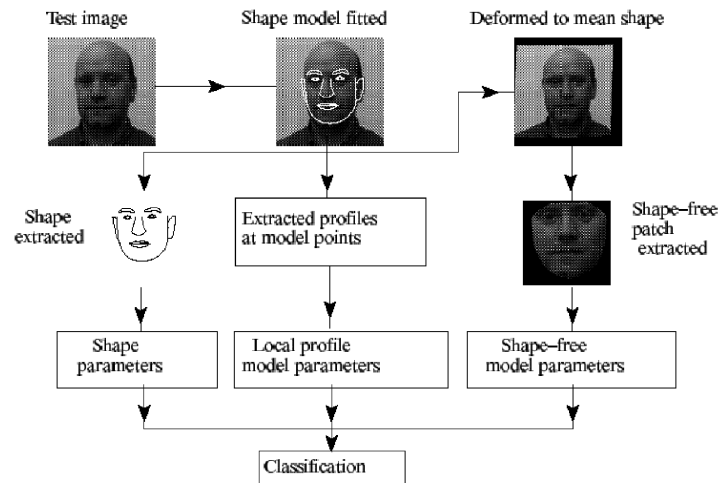 Test image
Shape model fitted
Deformed to mean shape
Shape
extracted
Extracted profiles
at model points
Shape-free
patch
extracted
Shape
parameters
Local profile
model parameters
Shape-free
model parameters
Classification